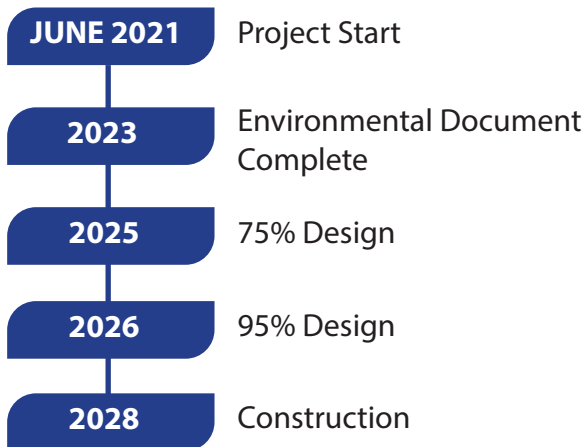 JUNE 2021 Project Start
2023 Environmental Document
Complete
2025 75% Design
2026 95% Design
2028 Construction